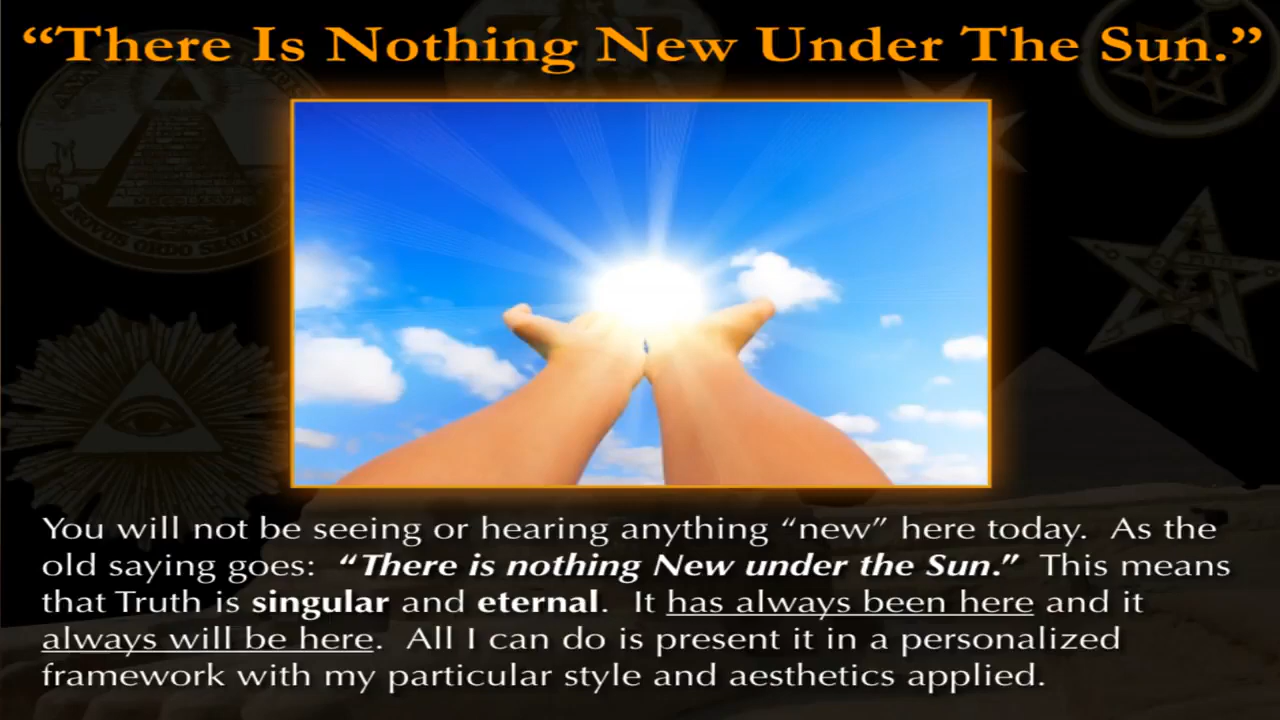 “There Is Nothing New Under The Sun.”
NOVUS ORDO SECLO
You will not be seeing or hearing anything “new” here today. As the
old saying goes: “There is nothing New under the Sun.” This means
that Truth is singular and eternal. It has always been here and it
always will be here. All I can do is present it in a personalized
framework with my particular style and aesthetics applied.